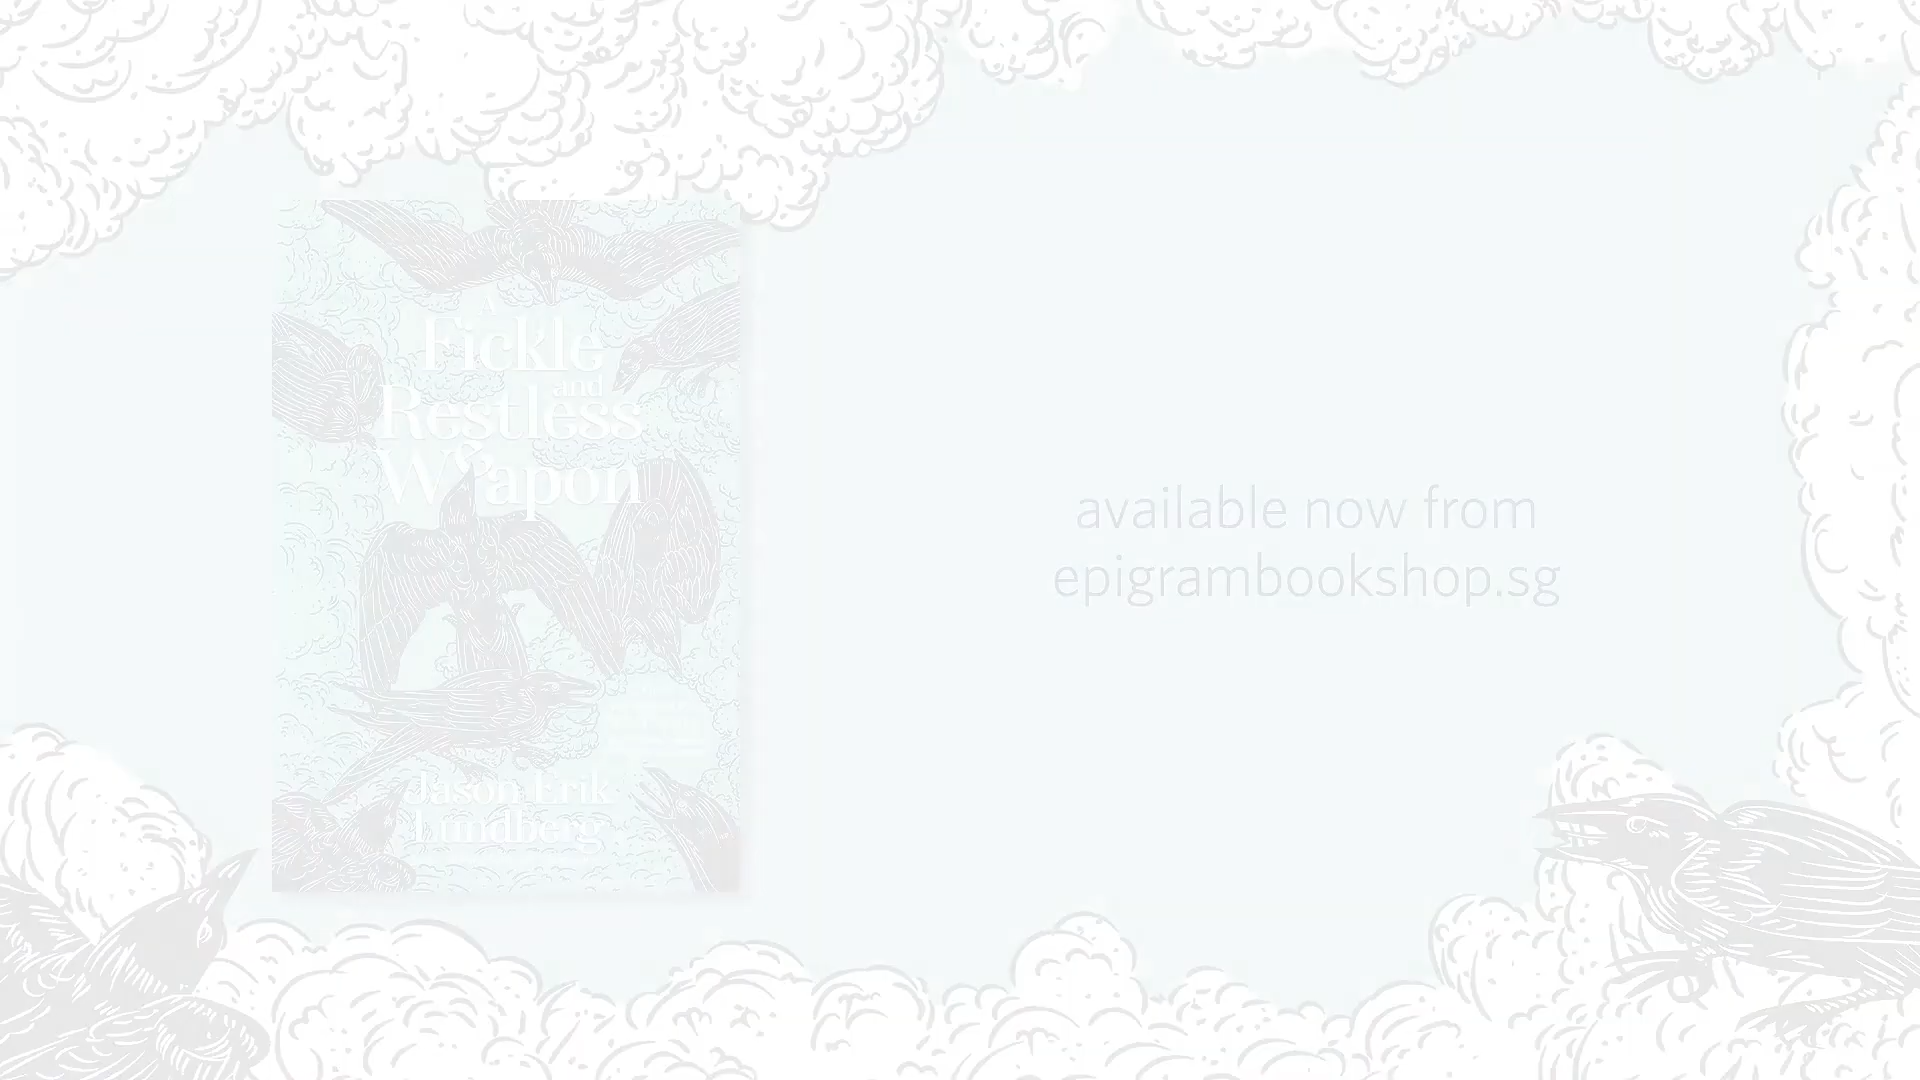 A
Fickle
and
Restless
Weapon
Jason Erik
Lundberg
available now from
epigrambookshop.sg